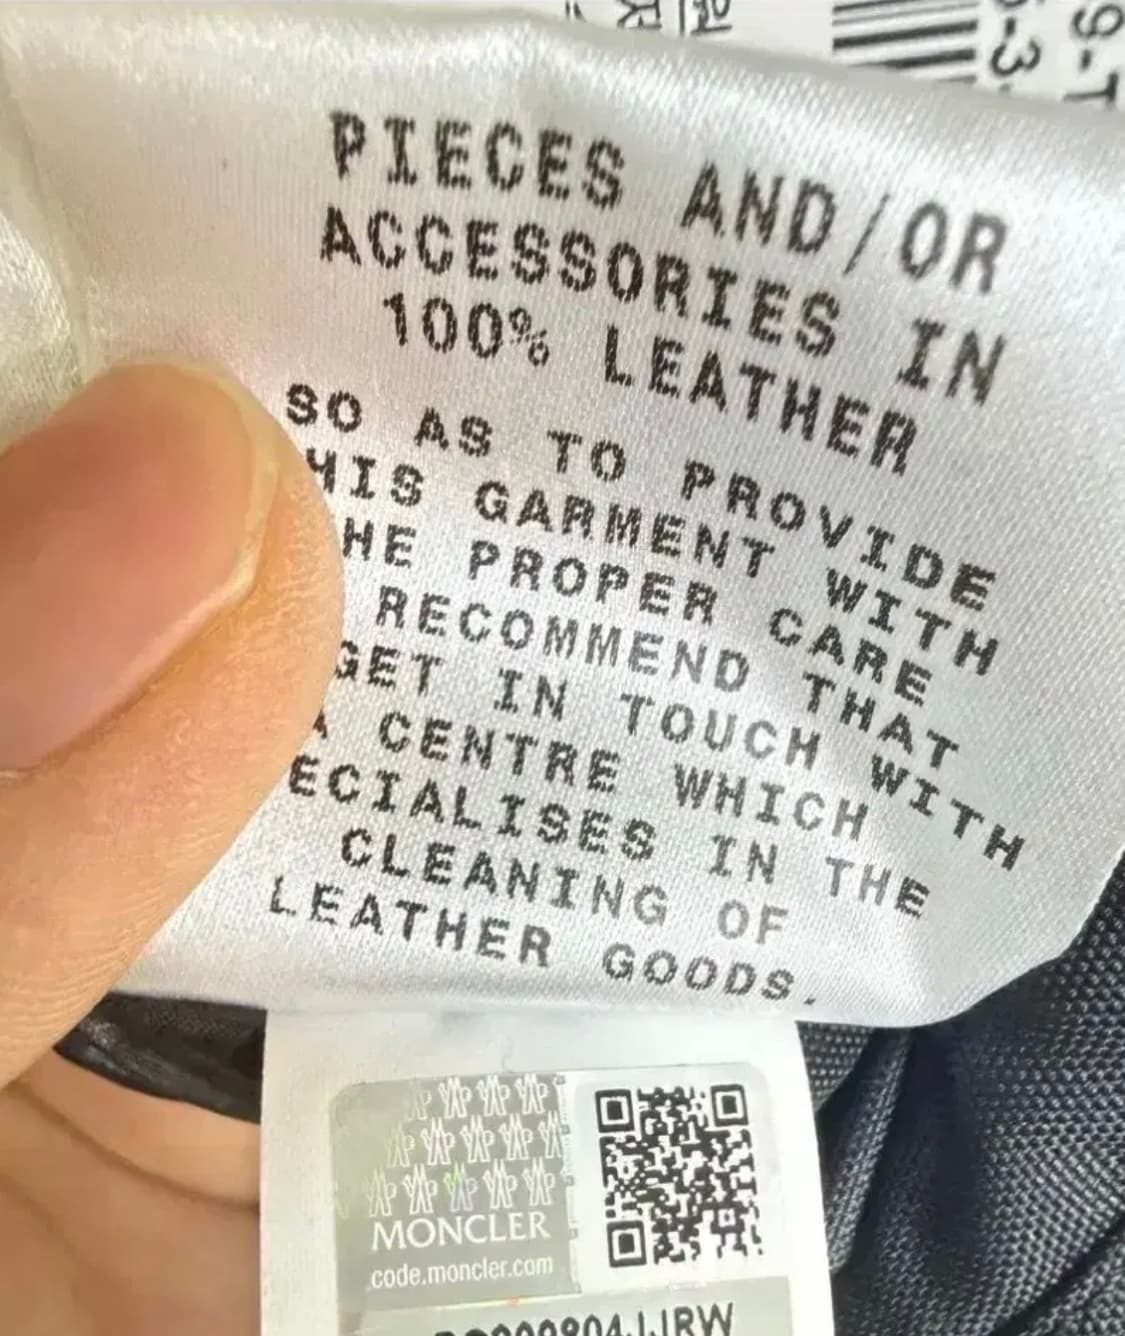 PIECES AND/OR
ACCESSORIES IN
100% LEATHER
SO AS TO PROVIDE
HIS GARMENT WITH
HE PROPER CARE
RECOMMEND THAT
GET IN TOUCH WITH
A CENTRE WHICH
ECIALISES IN THE
CLEANING OF
LEATHER GOODS.
MONCLER
code.moncler.com